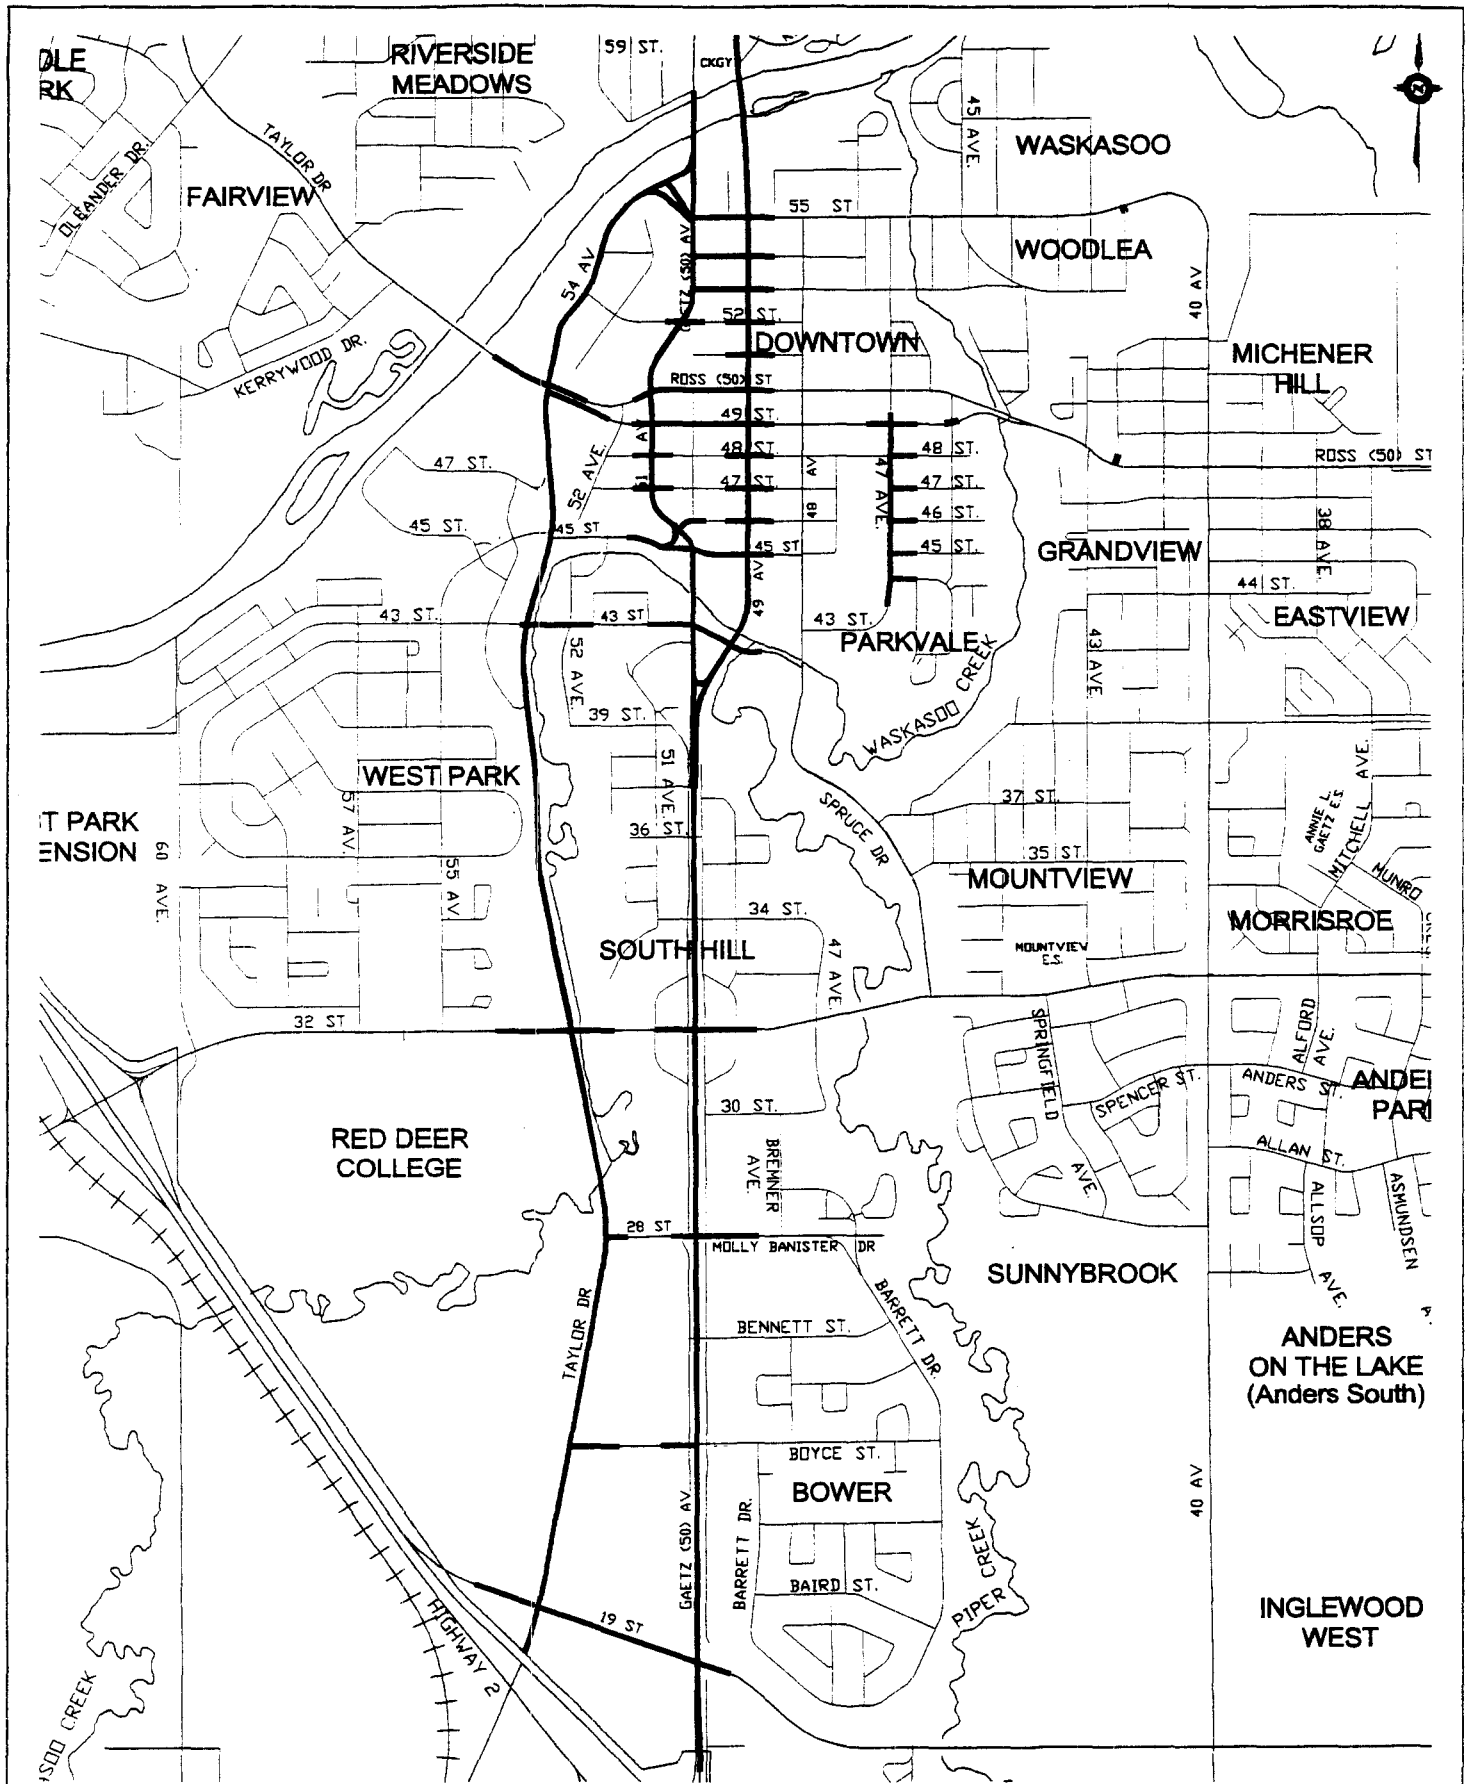 DLE
RK
RIVERSIDE
MEADOWS
59 ST.
CKGY
45 AVE.
WASKASOO
TAYLOR DR
OLEANDER DR.
FAIRVIEW
55 ST
WOODLEA
54 AV
GAETZ (50) AV
40 AV
52 ST.
DOWNTOWN
MICHENER
HILL
KERRYWOOD DR.
ROSS (50) ST
49 ST.
51 AV
48 ST.
48 ST.
ROSS (50) ST
47 ST.
52 AVE.
47 ST.
48 AV
47 AVE.
47 ST.
46 ST.
38 AVE.
45 ST.
45 ST
45 ST
45 ST.
GRANDVIEW
49 AV
44 ST.
43 ST.
43 ST
43 ST.
EASTVIEW
PARKVALE
52 AVE.
43 AVE.
WASKASOO CREEK
39 ST.
51 AVE.
WEST PARK
57 AV.
37 ST.
SPRUCE DR
ANNIE L.
GAETZ E.S.
MITCHELL AVE.
T PARK
ENSION
36 ST.
60 AVE.
35 ST.
MOUNTVIEW
MUNRO
55 AV
34 ST.
MORRISROE
SOUTH HILL
47 AVE.
MOUNTVIEW
E.S.
32 ST
SPRINGFIELD AVE.
ALFORD AVE.
SPENCER ST.
ANDERS ST.
ANDE
PAR
30 ST.
RED DEER
COLLEGE
BREMNER
AVE.
ALLAN ST.
ALLSOP AVE.
ASMUNDSEN A
28 ST
MOLLY BANISTER DR
SUNNYBROOK
BARRETT DR.
TAYLOR DR
BENNETT ST.
ANDERS
ON THE LAKE
(Anders South)
BOYCE ST.
BOWER
40 AV
GAETZ (50) AV.
BARRETT DR.
BAIRD ST.
PIPER CREEK
19 ST
HIGHWAY 2
INGLEWOOD
WEST
ASOO CREEK